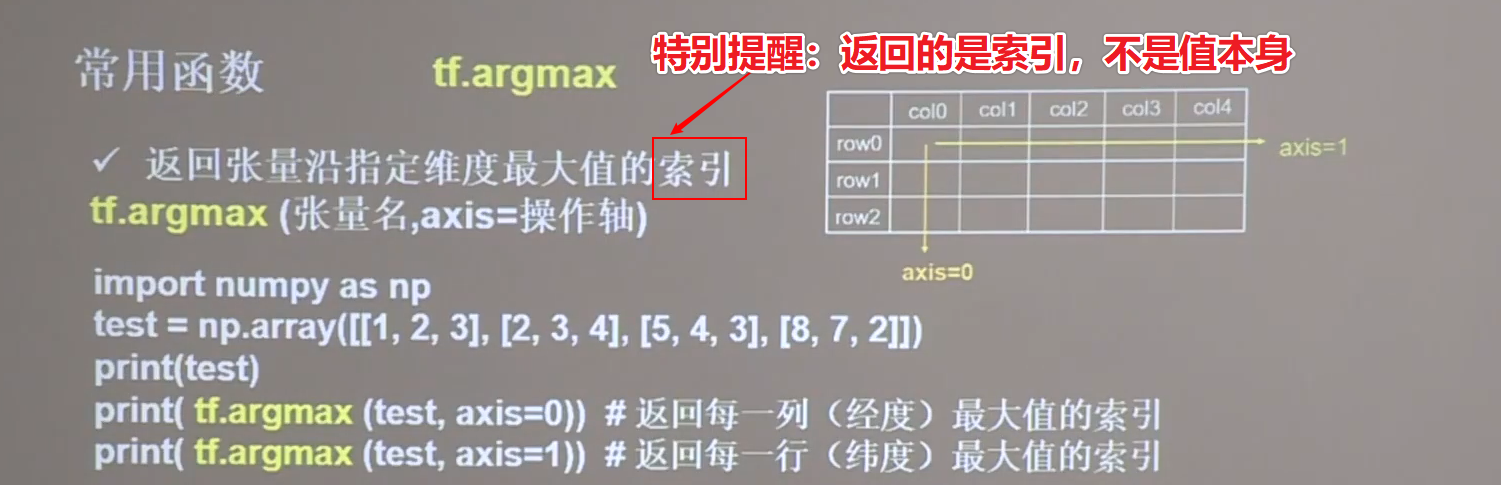 常用函数 tf.argmax
特别提醒：返回的是索引，不是值本身
✓ 返回张量沿指定维度最大值的索引
tf.argmax (张量名,axis=操作轴)
col0 col1 col2 col3 col4
row0
axis=1
row1
row2
axis=0
import numpy as np
test = np.array([[1, 2, 3], [2, 3, 4], [5, 4, 3], [8, 7, 2]])
print(test)
print( tf.argmax (test, axis=0)) # 返回每一列（经度）最大值的索引
print( tf.argmax (test, axis=1)) # 返回每一行（纬度）最大值的索引